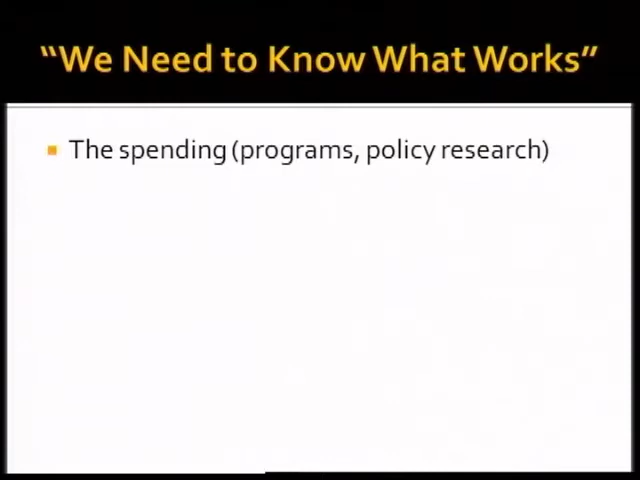 “We Need to Know What Works”
The spending (programs, policy research)